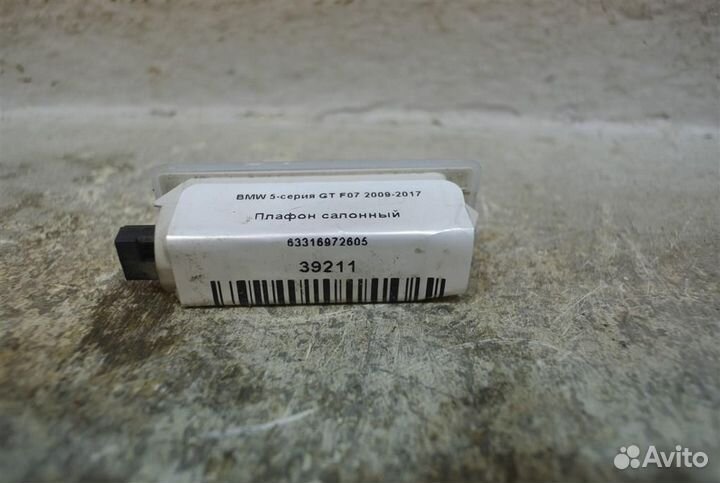 BMW 5-серия GT F07 2009-2017
Плафон салонный
63316972605
39211
Avito